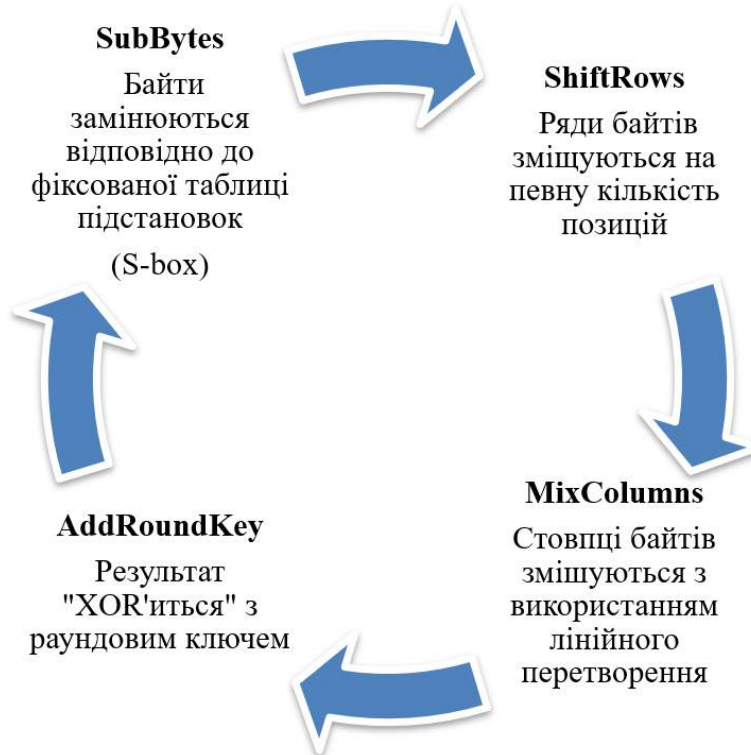 SubBytes
Байти
замінюються
відповідно до
фіксованої таблиці
підстановок
(S-box)
ShiftRows
Ряди байтів
зміщуються на
певну кількість
позицій
MixColumns
Стовпці байтів
змішуються з
використанням
лінійного
перетворення
AddRoundKey
Результат
"XOR'иться" з
раундовим ключем